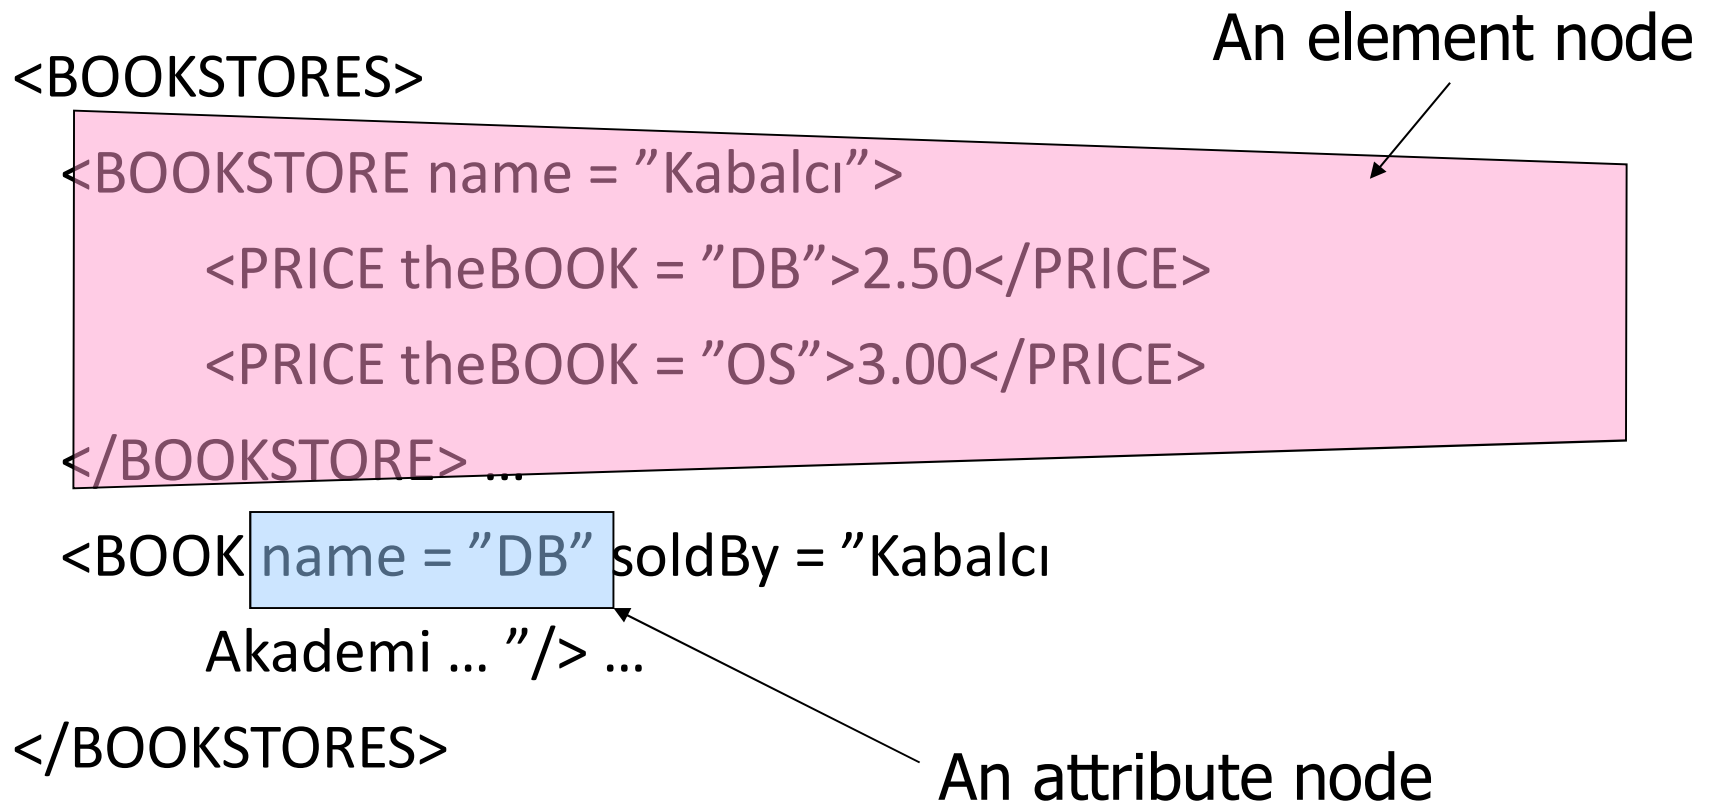 An element node
<BOOKSTORES>
<BOOKSTORE name = ”Kabalcı”>
<PRICE theBOOK = ”DB”>2.50</PRICE>
<PRICE theBOOK = ”OS”>3.00</PRICE>
</BOOKSTORE> …
<BOOK name = ”DB” soldBy = ”Kabalcı
Akademi … ”/> …
</BOOKSTORES>
An attribute node